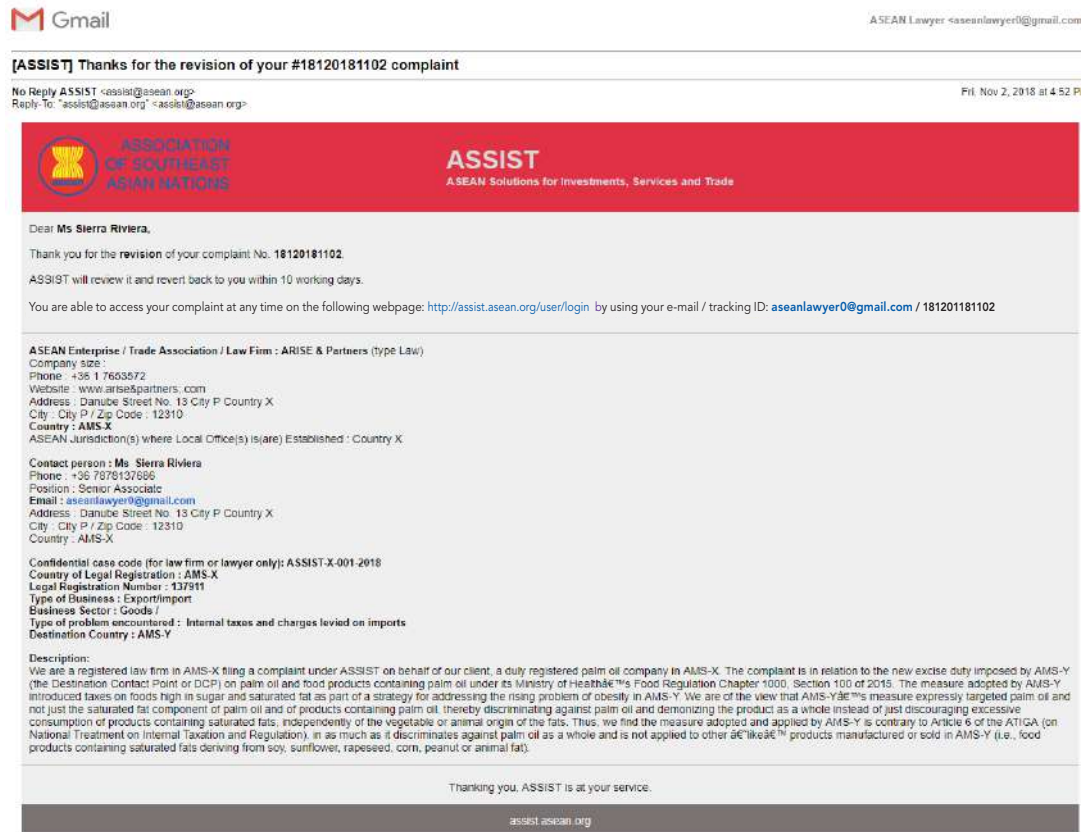 Gmail
ASEAN Lawyer <aseanlawyer0@gmail.com
[ASSIST] Thanks for the revision of your #18120181102 complaint
No Reply ASSIST <assist@asean.org>
Fri, Nov 2, 2018 at 4:52 P
Reply-To: "assist@asean.org" <assist@asean.org>
ASSOCIATION
OF SOUTHEAST
ASIAN NATIONS
ASSIST
ASEAN Solutions for Investments, Services and Trade
Dear Ms Sierra Riviera,
Thank you for the revision of your complaint No. 18120181102.
ASSIST will review it and revert back to you within 10 working days.
You are able to access your complaint at any time on the following webpage: http://assist.asean.org/user/login by using your e-mail / tracking ID: aseanlawyer0@gmail.com / 181201181102
ASEAN Enterprise / Trade Association / Law Firm : ARISE & Partners (type Law)
Company size :
Phone : +36 1 7653572
Website : www.arise&partners;.com
Address : Danube Street No. 13 City P Country X
City : City P / Zip Code : 12310
Country : AMS-X
ASEAN Jurisdiction(s) where Local Office(s) is(are) Established : Country X
Contact person : Ms Sierra Riviera
Phone : +36 7878137686
Position : Senior Associate
Email : aseanlawyer0@gmail.com
Address : Danube Street No. 13 City P Country X
City : City P / Zip Code : 12310
Country : AMS-X
Confidential case code (for law firm or lawyer only): ASSIST-X-001-2018
Country of Legal Registration : AMS-X
Legal Registration Number : 137911
Type of Business : Export/import
Business Sector : Goods /
Type of problem encountered : Internal taxes and charges levied on imports
Destination Country : AMS-Y
Description:
We are a registered law firm in AMS-X filing a complaint under ASSIST on behalf of our client, a duly registered palm oil company in AMS-X. The complaint is in relation to the new excise duty imposed by AMS-Y
(the Destination Contact Point or DCP) on palm oil and food products containing palm oil under its Ministry of Healthâ€™s Food Regulation Chapter 1000, Section 100 of 2015. The measure adopted by AMS-Y
introduced taxes on foods high in sugar and saturated fat as part of a strategy for addressing the rising problem of obesity in AMS-Y. We are of the view that AMS-Yâ€™s measure expressly targeted palm oil and
not just the saturated fat component of palm oil and of products containing palm oil, thereby discriminating against palm oil and demonizing the product as a whole instead of just discouraging excessive
consumption of products containing saturated fats, independently of the vegetable or animal origin of the fats. Thus, we find the measure adopted and applied by AMS-Y is contrary to Article 6 of the ATIGA (on
National Treatment on Internal Taxation and Regulation), in as much as it discriminates against palm oil as a whole and is not applied to other â€˜likeâ€™ products manufactured or sold in AMS-Y (i.e., food
products containing saturated fats deriving from soy, sunflower, rapeseed, corn, peanut or animal fat).
Thanking you, ASSIST is at your service.
assist.asean.org